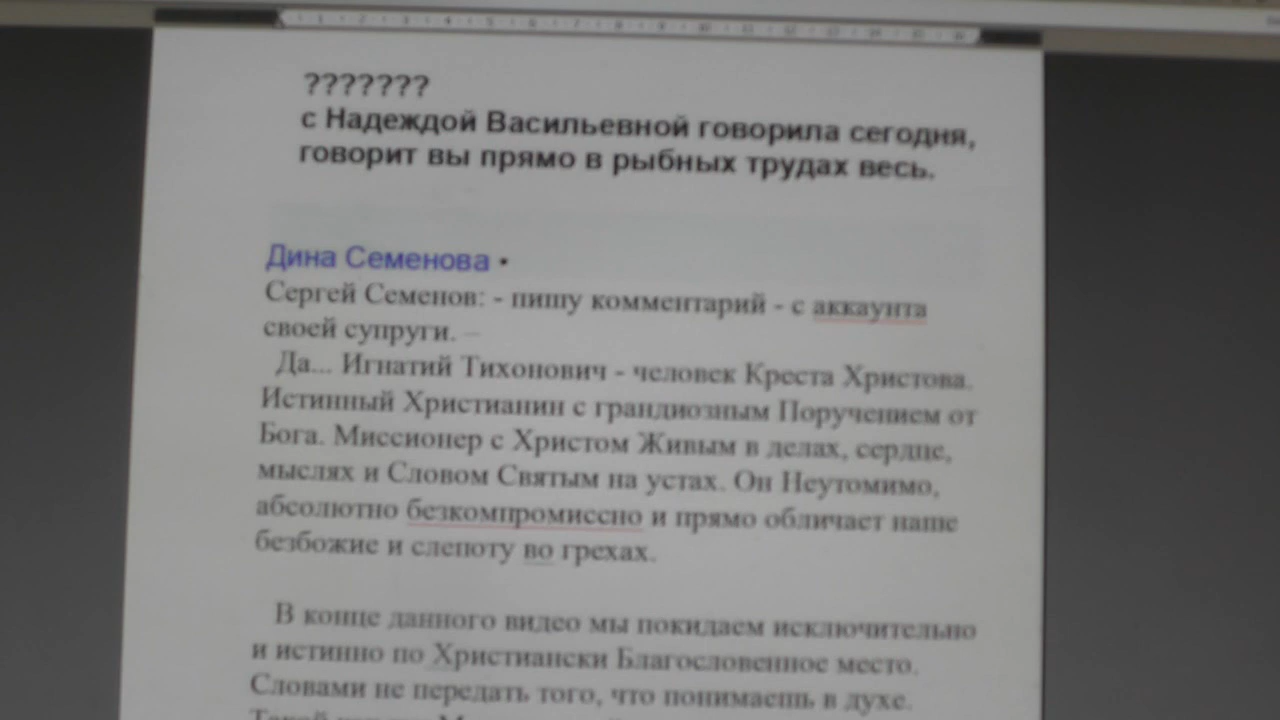 ???????
с Надеждой Васильевной говорила сегодня,
говорит вы прямо в рыбных трудах весь.
Дина Семенова •
Сергей Семенов: - пишу комментарий - с аккаунта
своей супруги. –
Да... Игнатий Тихонович - человек Креста Христова.
Истинный Христианин с грандиозным Поручением от
Бога. Миссионер с Христом Живым в делах, сердце,
мыслях и Словом Святым на устах. Он Неутомимо,
абсолютно безкомпромиссно и прямо обличает наше
безбожие и слепоту во грехах.
В конце данного видео мы покидаем исключительно
и истинно по Христиански Благословенное место.
Словами не передать того, что понимаешь в духе.